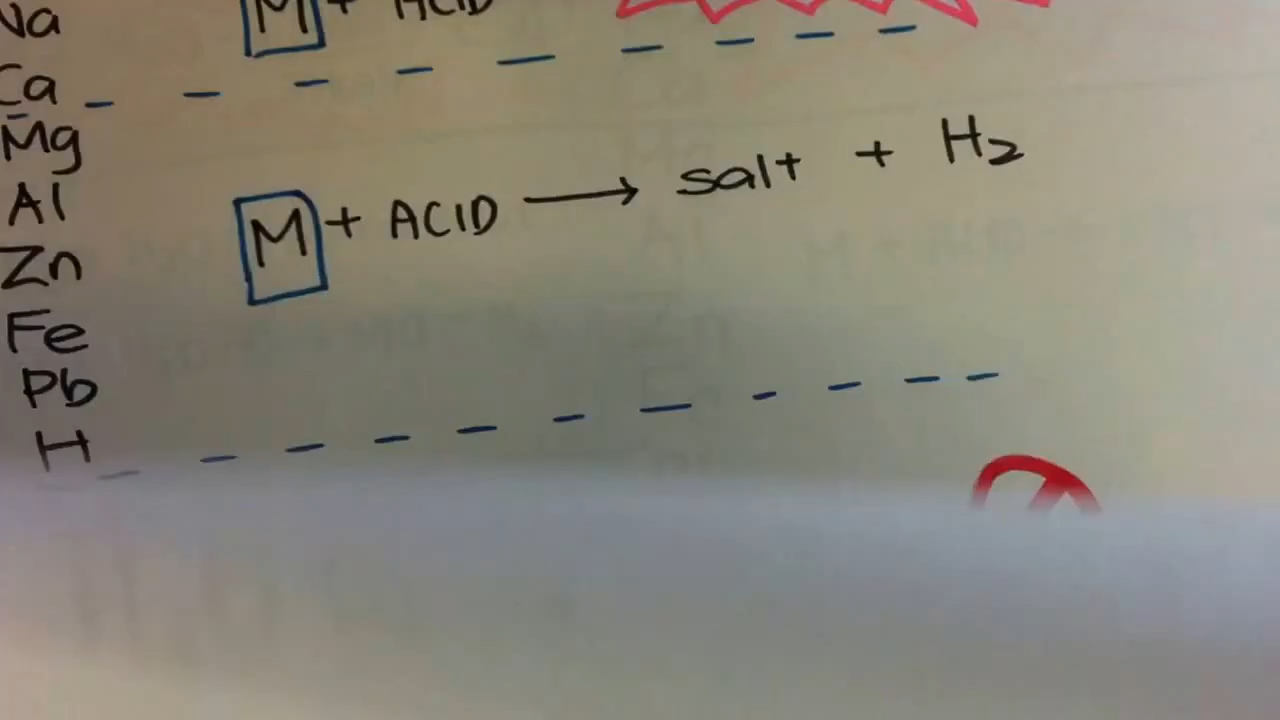 Na
M + ACID
Ca
Mg
Al
M + ACID → salt + H₂
Zn
Fe
Pb
H